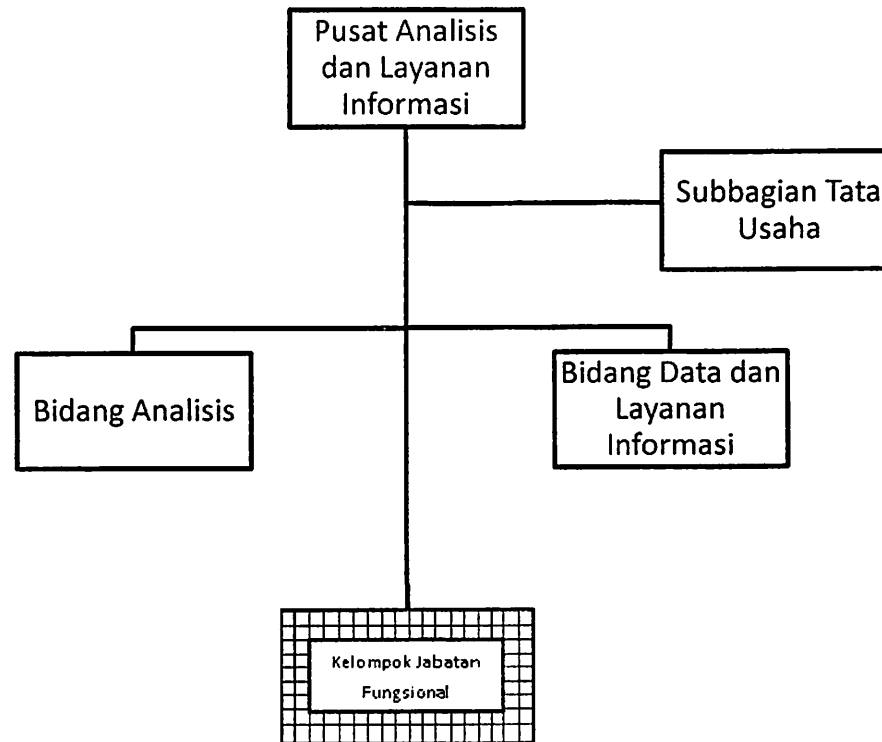 Pusat Analisis
dan Layanan
Informasi
Subbagian Tata
Usaha
Bidang Analisis
Bidang Data dan
Layanan
Informasi
Kelompok Jabatan
Fungsional